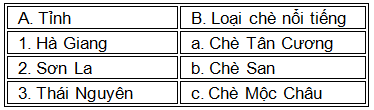 A. Tỉnh B. Loại chè nổi tiếng
1. Hà Giang a. Chè Tân Cương
2. Sơn La b. Chè San
3. Thái Nguyên c. Chè Mộc Châu